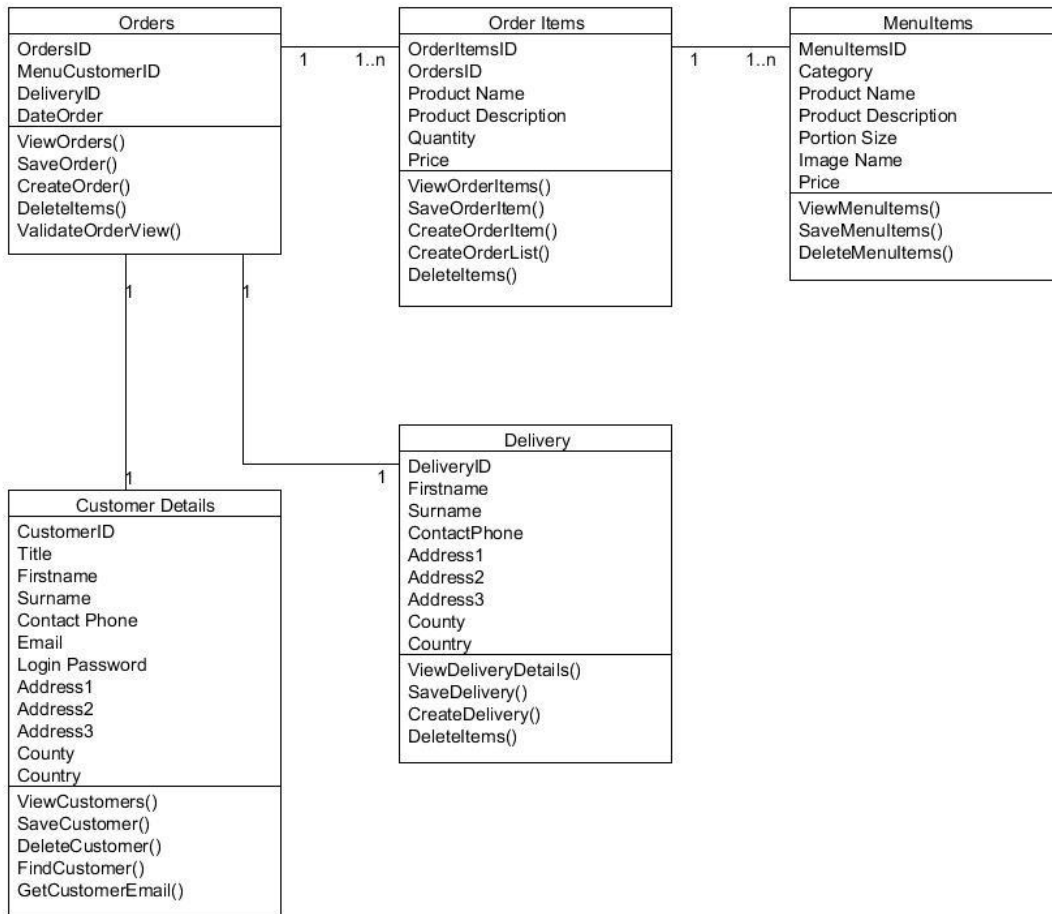 Orders
OrdersID
MenuCustomerID
DeliveryID
DateOrder
ViewOrders()
SaveOrder()
CreateOrder()
DeleteItems()
ValidateOrderView()
1
1..n
Order Items
OrderItemsID
OrdersID
Product Name
Product Description
Quantity
Price
ViewOrderItems()
SaveOrderItem()
CreateOrderItem()
CreateOrderList()
DeleteItems()
1
1..n
MenuItems
MenuItemsID
Category
Product Name
Product Description
Portion Size
Image Name
Price
ViewMenuItems()
SaveMenuItems()
DeleteMenuItems()
1
1
1
1
Customer Details
CustomerID
Title
Firstname
Surname
Contact Phone
Email
Login Password
Address1
Address2
Address3
County
Country
ViewCustomers()
SaveCustomer()
DeleteCustomer()
FindCustomer()
GetCustomerEmail()
Delivery
DeliveryID
Firstname
Surname
ContactPhone
Address1
Address2
Address3
County
Country
ViewDeliveryDetails()
SaveDelivery()
CreateDelivery()
DeleteItems()